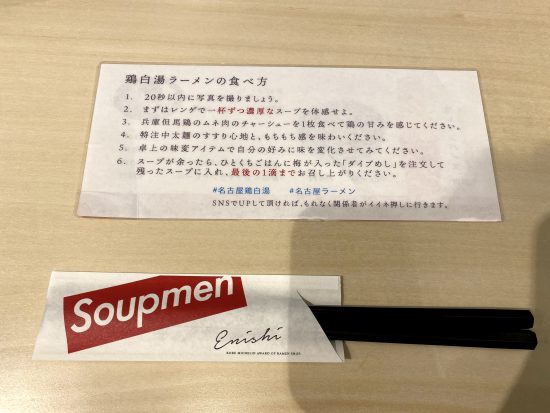 鶏白湯ラーメンの食べ方
1. 20秒以内に写真を撮りましょう。
2. まずはレンゲで一杯ずつ濃厚なスープを体感せよ。
3. 兵庫但馬鶏のムネ肉のチャーシューを1枚食べて鶏の甘みを感じてください。
4. 特注中太麺のすすり心地と、もちもち感を味わいください。
5. 卓上の味変アイテムで自分の好みに味を変化させてみてください。
6. スープが余ったら、ひとくちごはんに梅が入った「ダイブめし」を注文して
残ったスープに入れ、最後の1滴までお召し上がりください。
#名古屋鶏白湯 #名古屋ラーメン
SNSでUPして頂ければ、もれなく関係者がイイネ押しに行きます。
Soupmen
Enishi
KOBE MICHELIN AWARD OF RAMEN SHOP